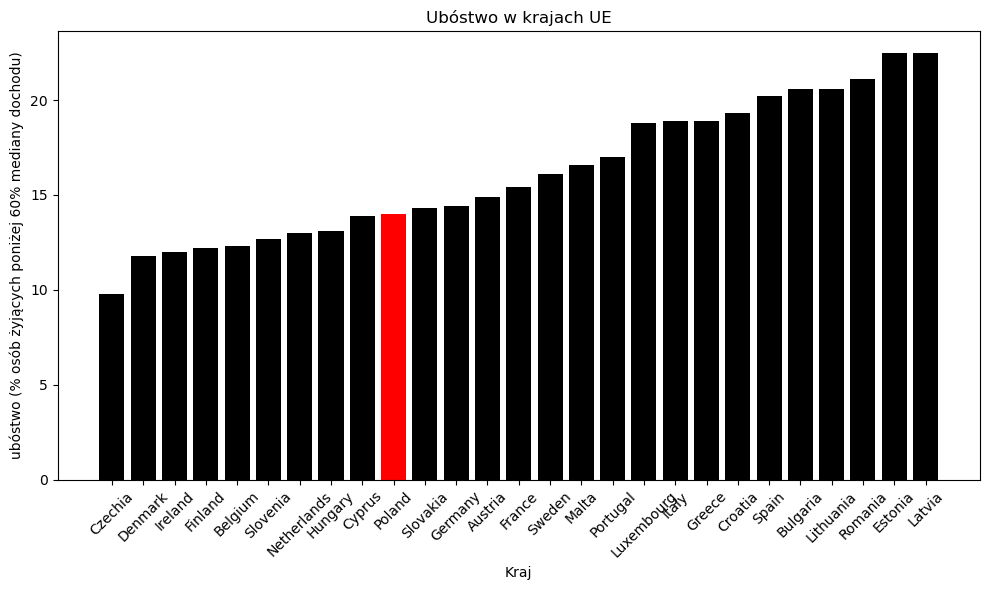 Ubóstwo w krajach UE
ubóstwo (% osób żyjących poniżej 60% mediany dochodu)
20
15
10
5
0
Czechia
Denmark
Ireland
Finland
Belgium
Slovenia
Netherlands
Hungary
Cyprus
Poland
Slovakia
Germany
Austria
France
Sweden
Malta
Portugal
Luxembourg
Italy
Greece
Croatia
Spain
Bulgaria
Lithuania
Romania
Estonia
Latvia
Kraj